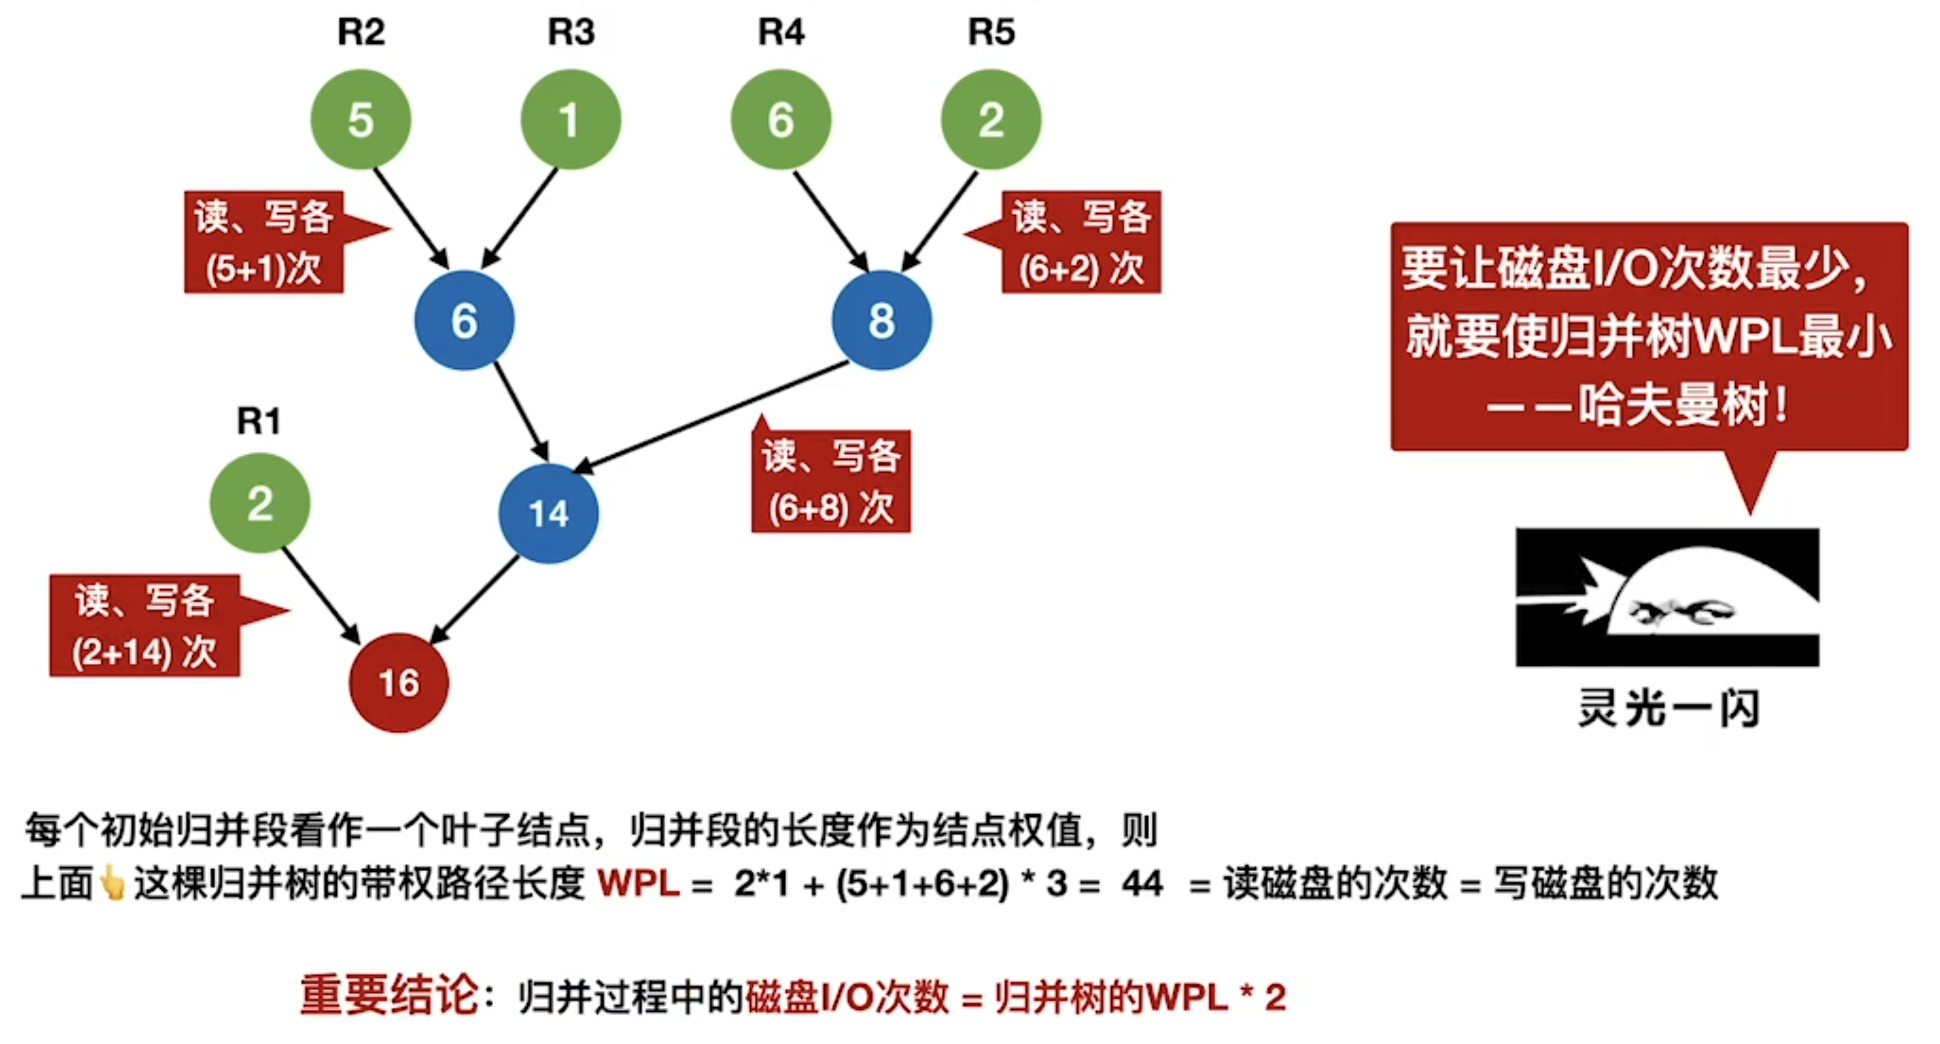 R2
R3
R4
R5
5
1
6
2
读、写各
(5+1)次
读、写各
(6+2) 次
要让磁盘I/O次数最少，
就要使归并树WPL最小
——哈夫曼树！
6
8
R1
读、写各
(6+8) 次
2
14
读、写各
(2+14) 次
16
灵光一闪
每个初始归并段看作一个叶子结点，归并段的长度作为结点权值，则
上面👆这棵归并树的带权路径长度 WPL = 2*1 + (5+1+6+2) * 3 = 44 = 读磁盘的次数 = 写磁盘的次数
重要结论：归并过程中的磁盘I/O次数 = 归并树的WPL * 2